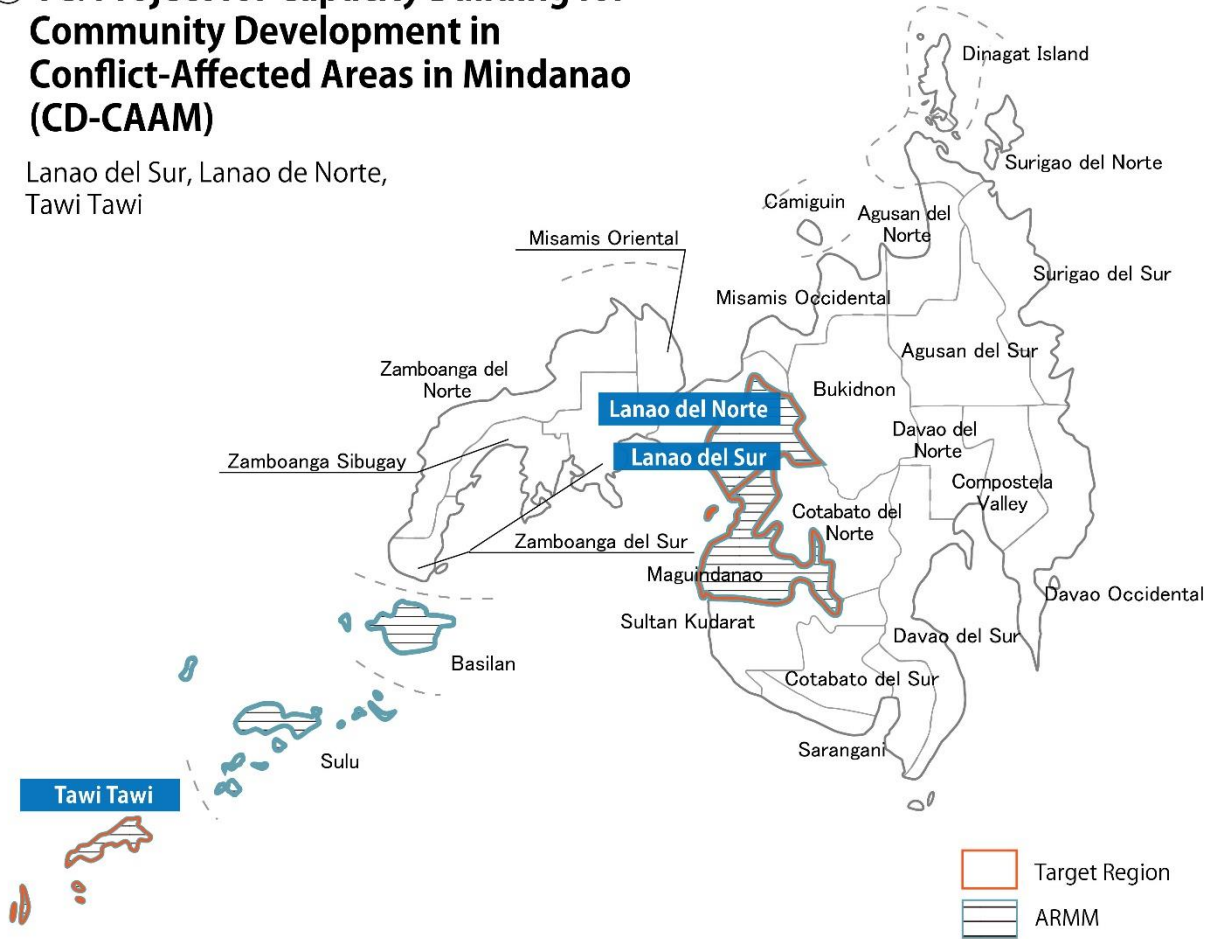 Community Development in
Conflict-Affected Areas in Mindanao
(CD-CAAM)
Lanao del Sur, Lanao de Norte,
Tawi Tawi
Dinagat Island
Surigao del Norte
Camiguin
Agusan del
Norte
Misamis Oriental
Surigao del Sur
Misamis Occidental
Agusan del Sur
Zamboanga del
Norte
Bukidnon
Lanao del Norte
Davao del
Norte
Lanao del Sur
Zamboanga Sibugay
Compostela
Valley
Cotabato del
Norte
Zamboanga del Sur
Maguindanao
Davao Occidental
Sultan Kudarat
Davao del Sur
Basilan
Cotabato del Sur
Sarangani
Sulu
Tawi Tawi
Target Region
ARMM